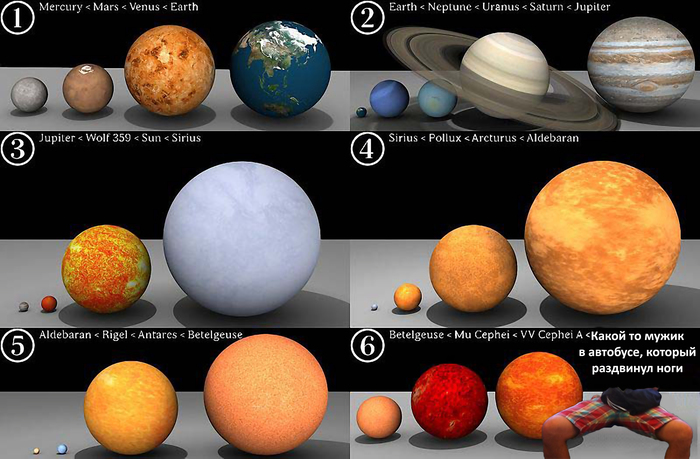 1
Mercury < Mars < Venus < Earth
2
Earth < Neptune < Uranus < Saturn < Jupiter
3
Jupiter < Wolf 359 < Sun < Sirius
4
Sirius < Pollux < Arcturus < Aldebaran
5
Aldebaran < Rigel < Antares < Betelgeuse
6
Betelgeuse < Mu Cephei < VV Cephei A <
Какой то мужик
в автобусе, который
раздвинул ноги